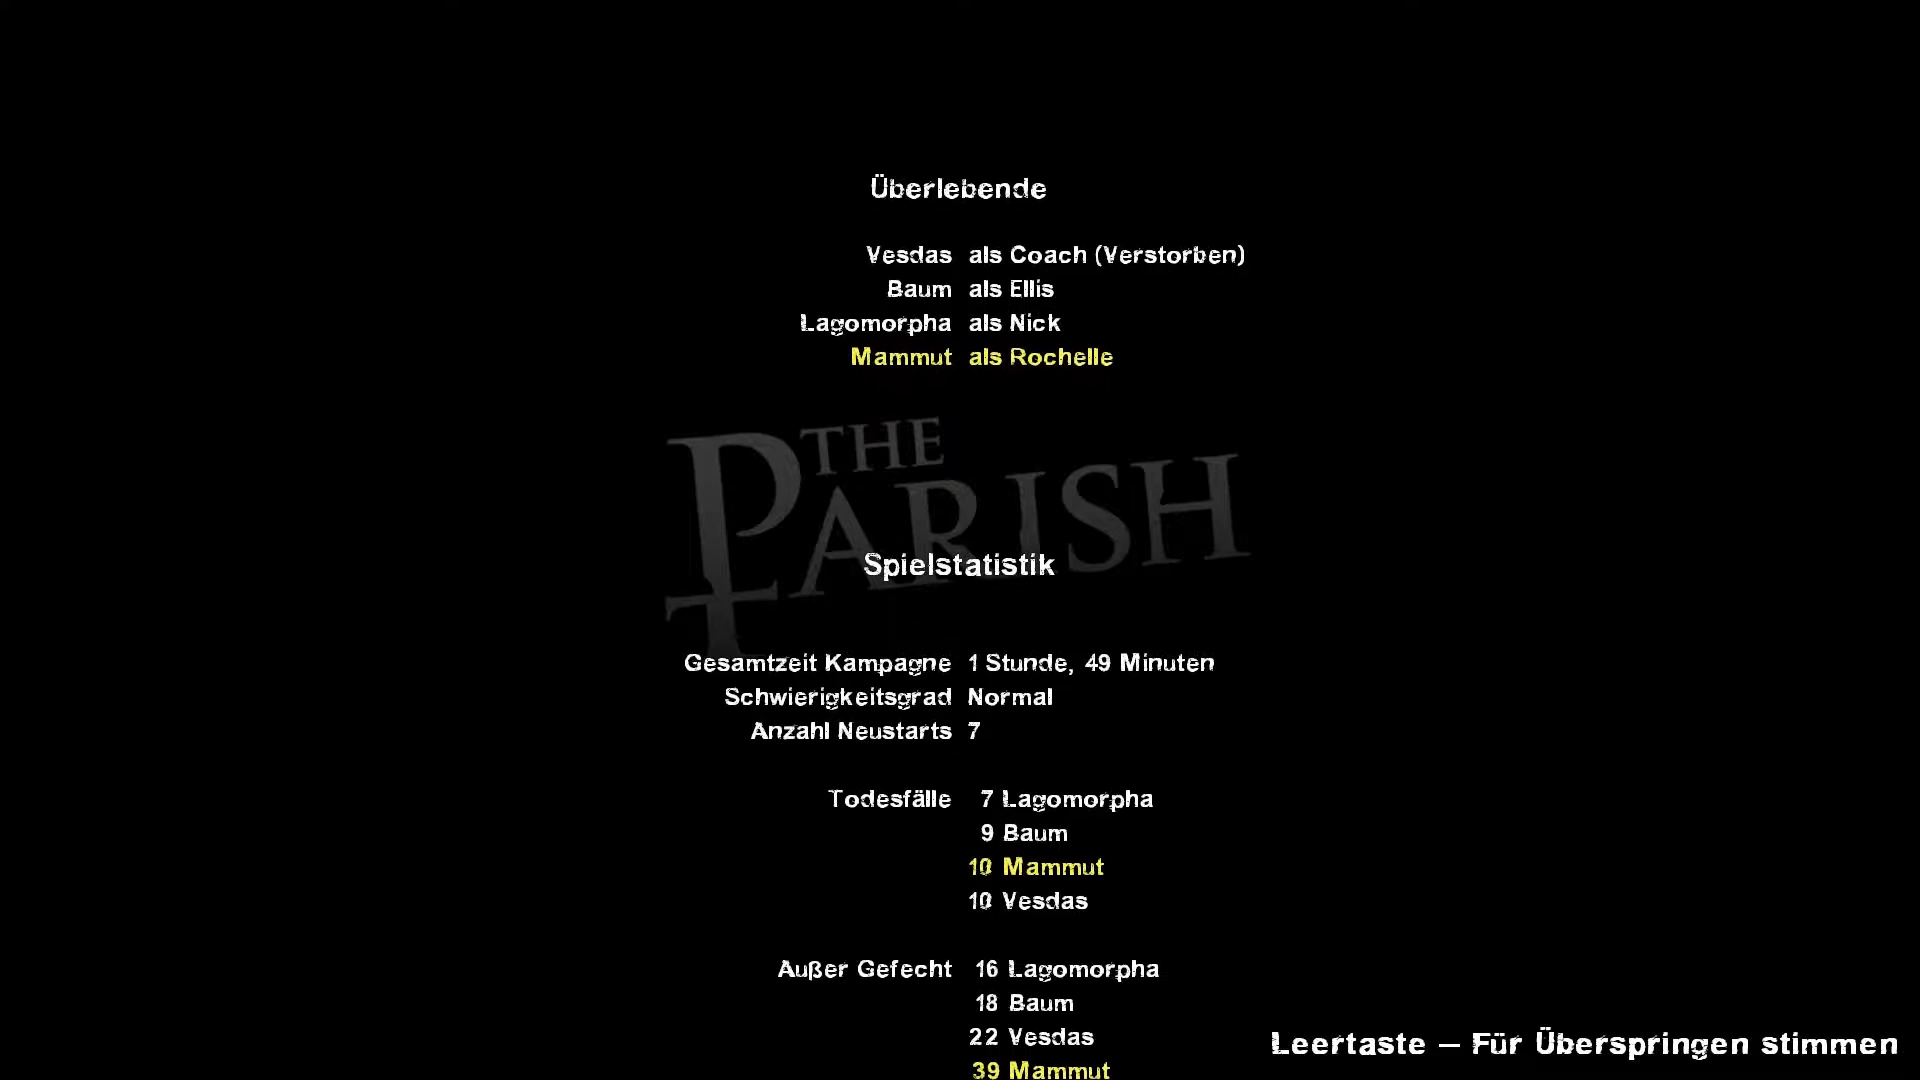 Überlebende
Vesdas als Coach (Verstorben)
Baum als Ellis
Lagomorpha als Nick
Mammut als Rochelle
THE
PARISH
Spielstatistik
Gesamtzeit Kampagne 1 Stunde, 49 Minuten
Schwierigkeitsgrad Normal
Anzahl Neustarts 7
Todesfälle 7 Lagomorpha
9 Baum
10 Mammut
10 Vesdas
Außer Gefecht 16 Lagomorpha
18 Baum
22 Vesdas
39 Mammut
Leertaste – Für Überspringen stimmen